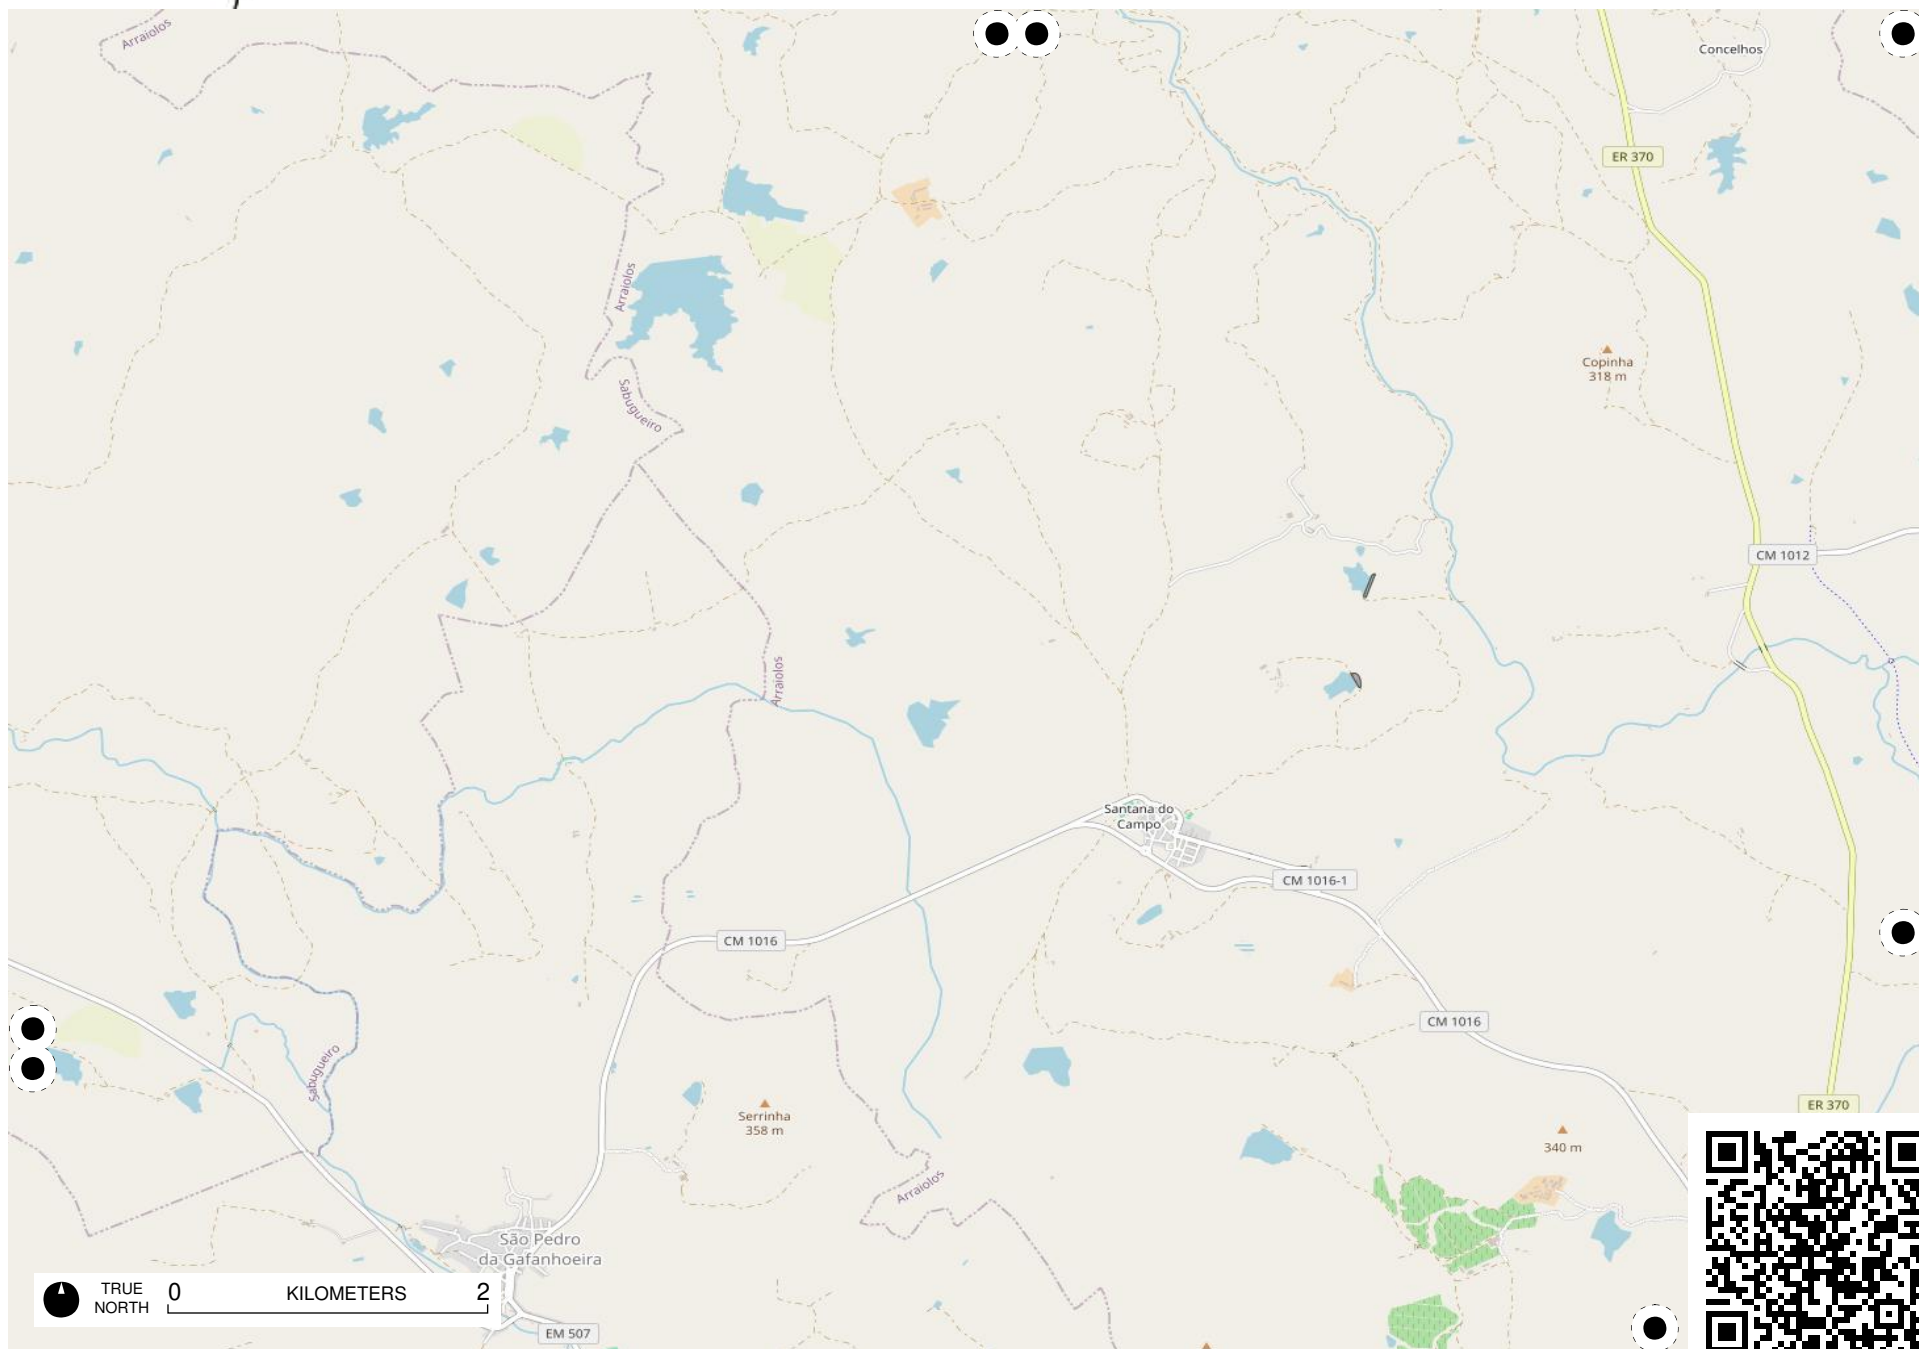 Arraiolos
Concelhos
ER 370
Arraiolos
Sabugueiro
Copinha
318 m
CM 1012
Arraiolos
Santana do
Campo
CM 1016-1
CM 1016
CM 1016
Sabugueiro
Serrinha
358 m
ER 370
340 m
Arraiolos
São Pedro
da Gafanhoeira
TRUE
NORTH
0 KILOMETERS 2
EM 507